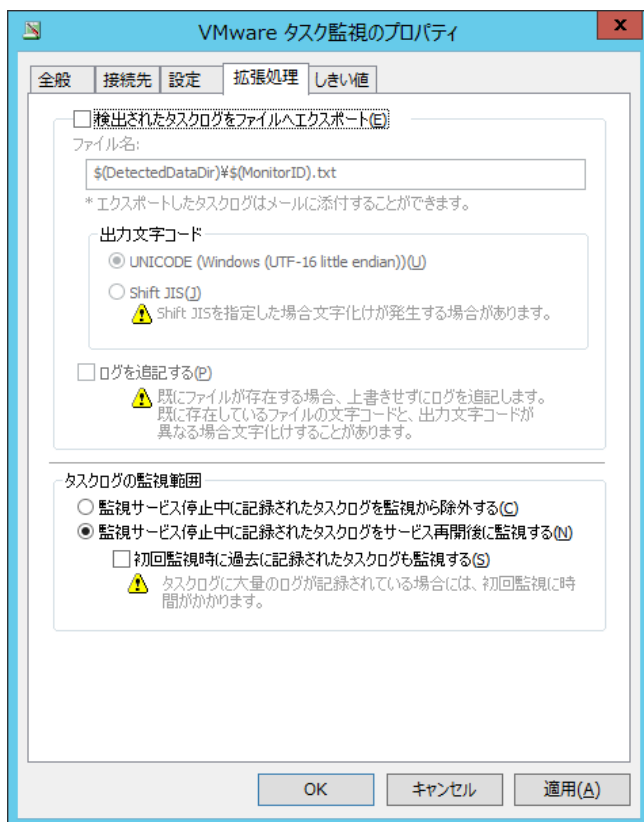 VMware タスク監視のプロパティ
x
全般 接続先 設定 拡張処理 しきい値
検出されたタスクログをファイルへエクスポート(E)
ファイル名:
$(DetectedDataDir)¥$(MonitorID).txt
* エクスポートしたタスクログはメールに添付することができます。
出力文字コード
UNICODE (Windows (UTF-16 little endian))(U)
Shift JIS(J)
Shift JISを指定した場合文字化けが発生する場合があります。
ログを追記する(P)
既にファイルが存在する場合、上書きせずにログを追記します。
既に存在しているファイルの文字コードと、出力文字コードが
異なる場合文字化けすることがあります。
タスクログの監視範囲
監視サービス停止中に記録されたタスクログを監視から除外する(C)
監視サービス停止中に記録されたタスクログをサービス再開後に監視する(N)
初回監視時に過去に記録されたタスクログも監視する(S)
タスクログに大量のログが記録されている場合には、初回監視に時
間がかかります。
OK キャンセル 適用(A)